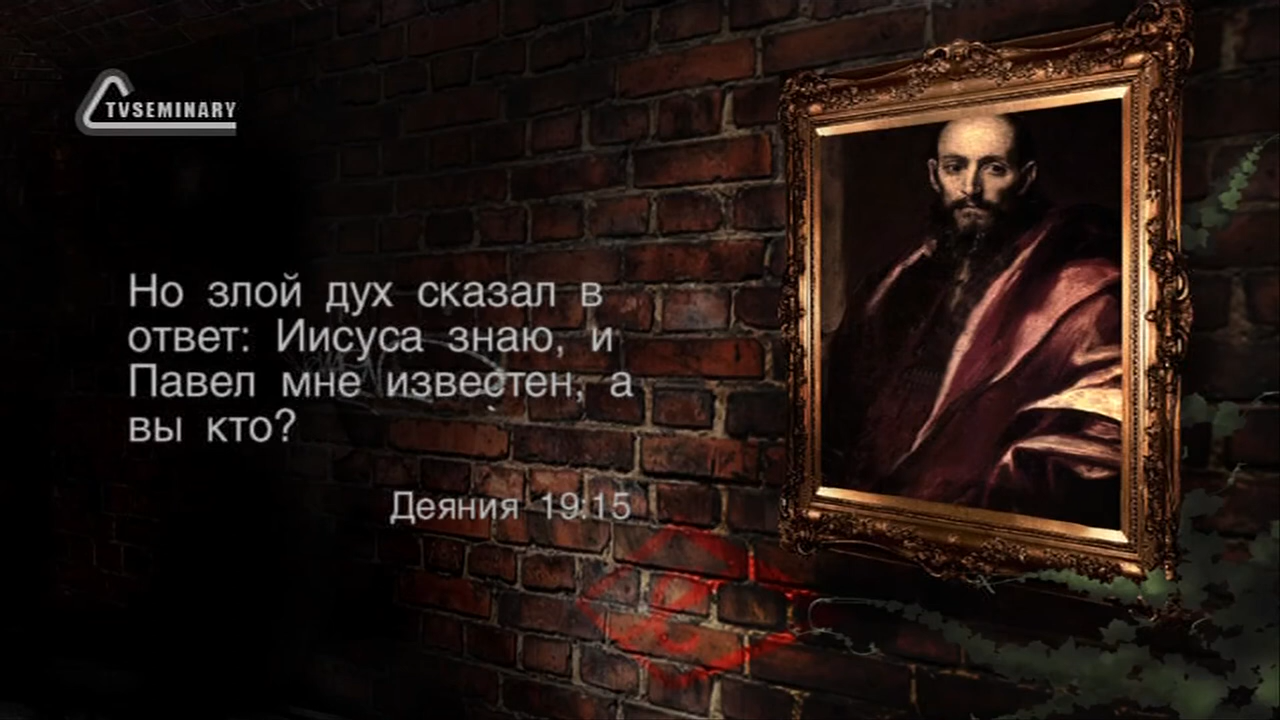 TVSEMINARY
Но злой дух сказал в
ответ: Иисуса знаю, и
Павел мне известен, а
вы кто?
Деяния 19:15